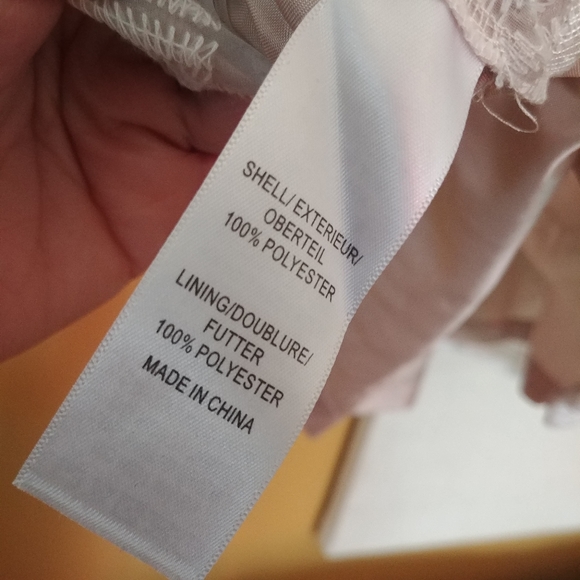 SHELL/EXTERIEUR/
OBERTEIL
100% POLYESTER
LINING/DOUBLURE/
FUTTER
100% POLYESTER
MADE IN CHINA